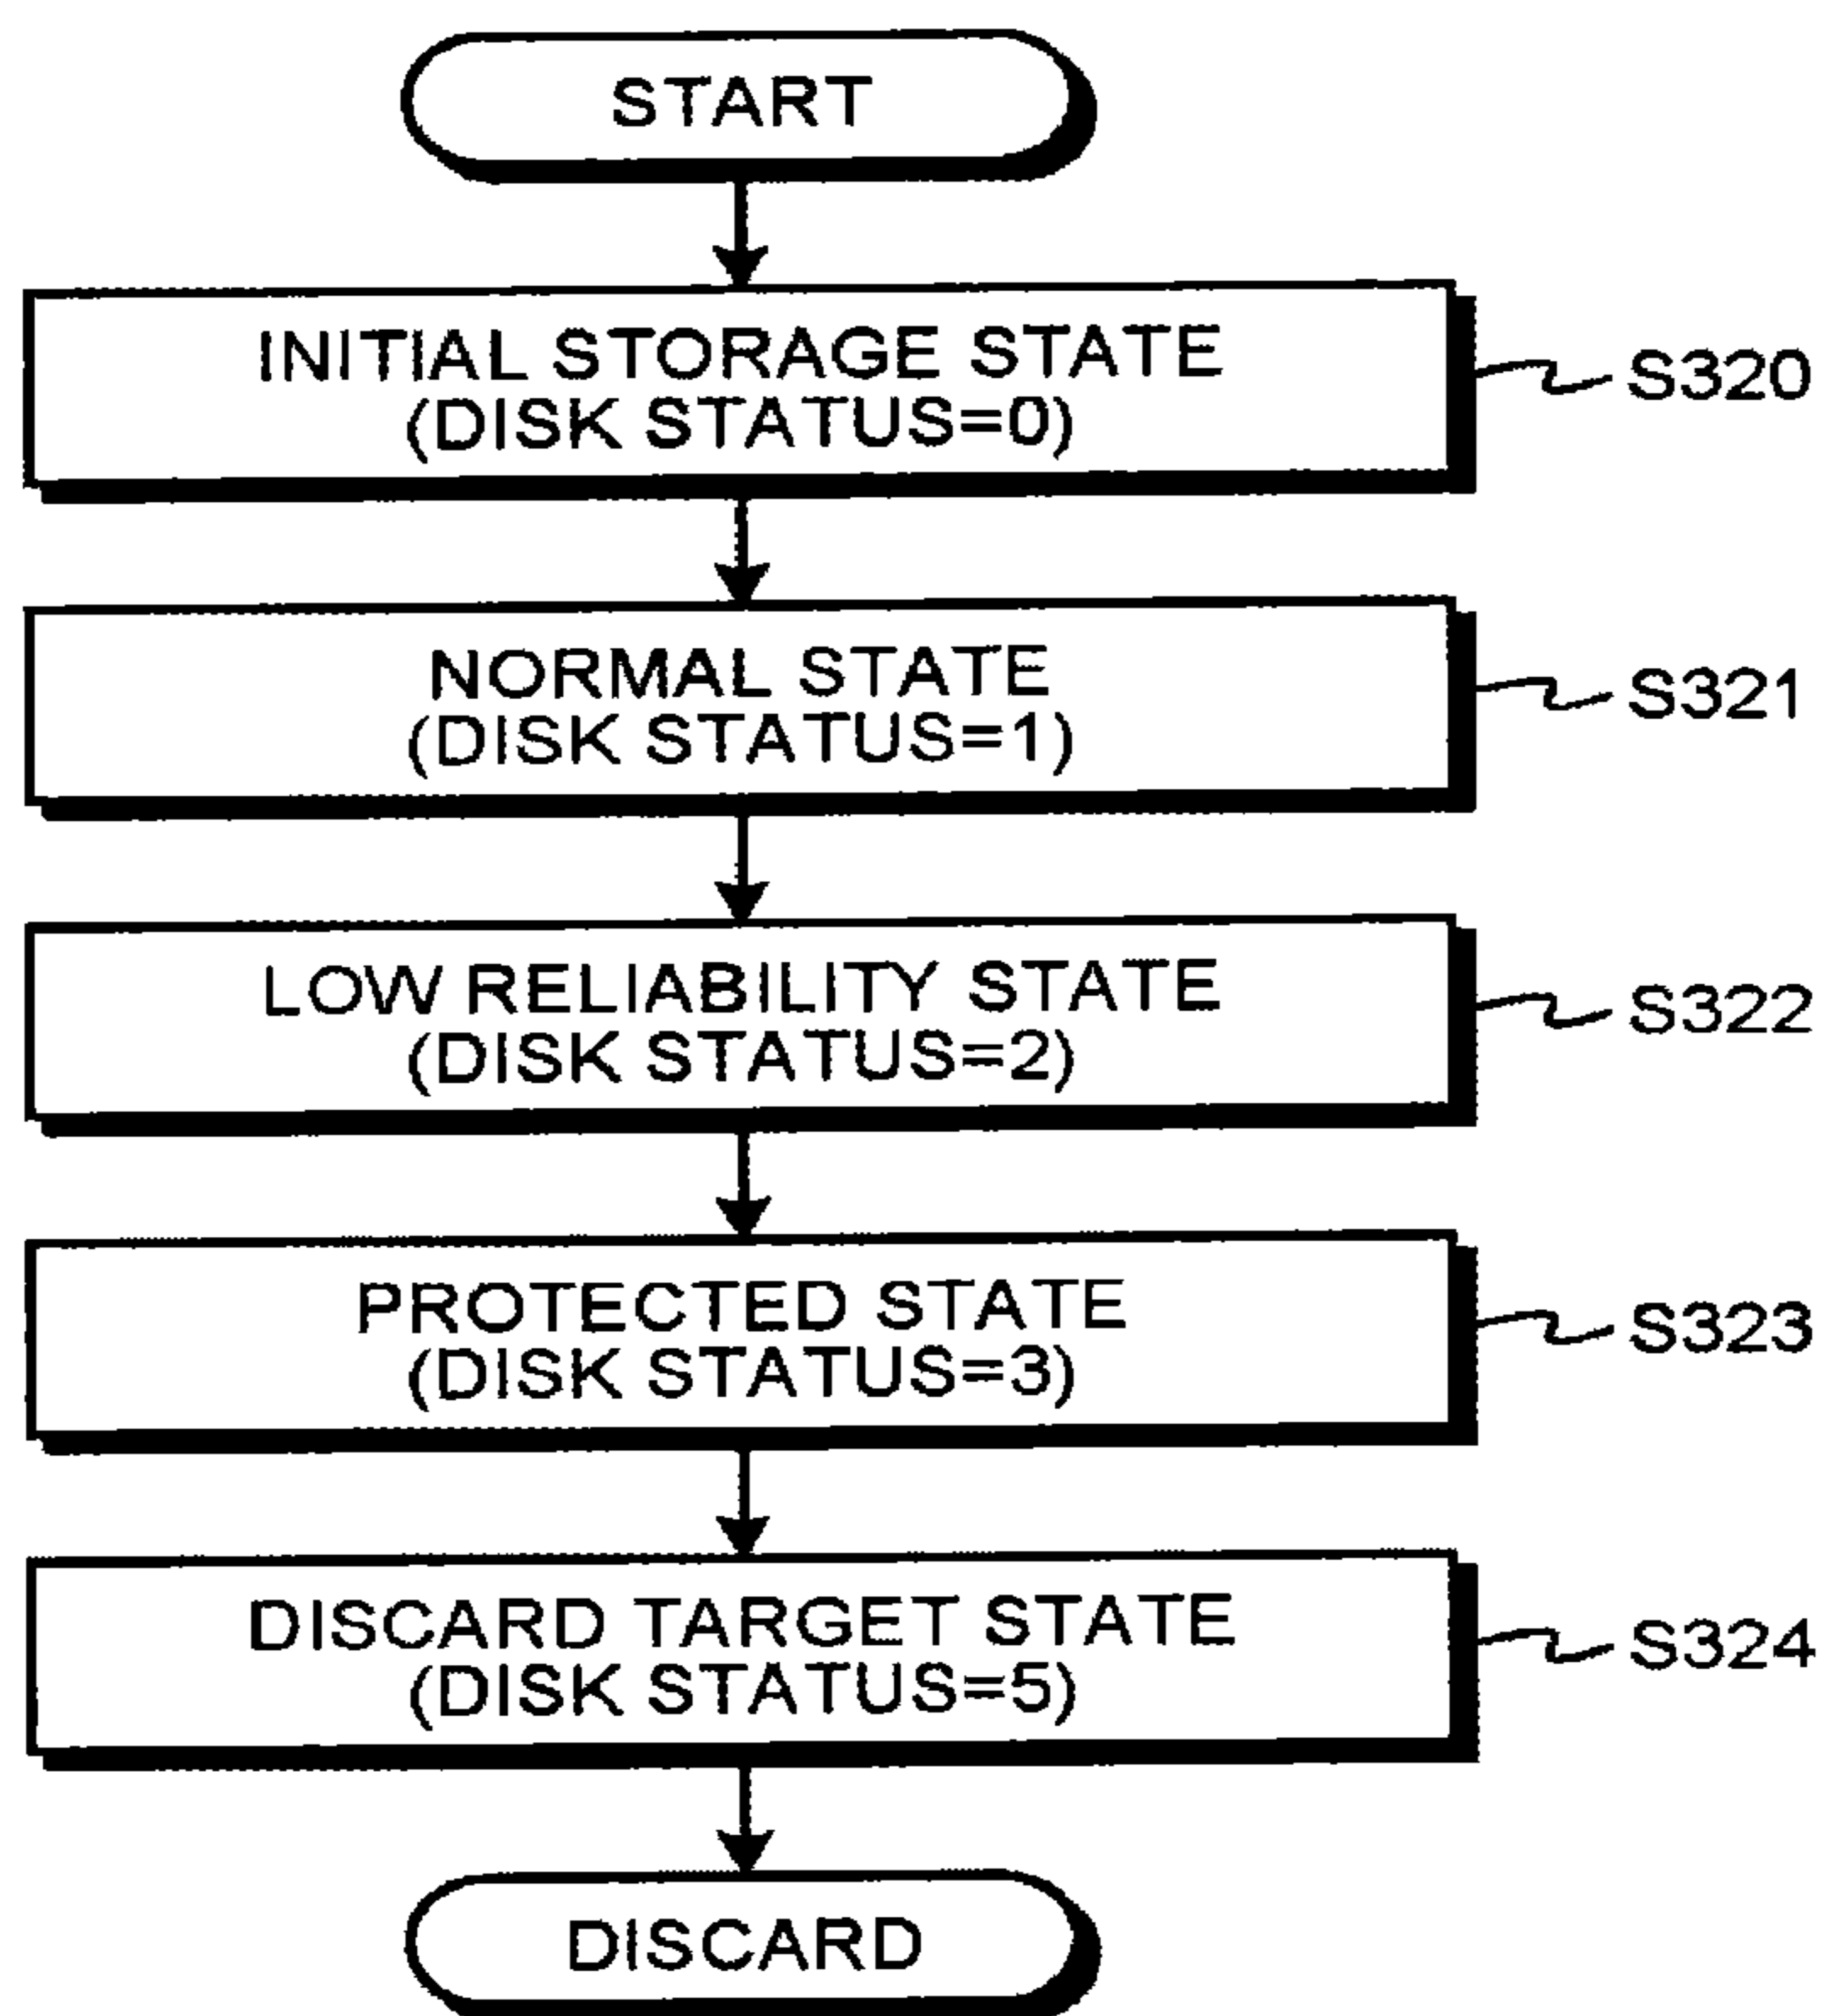 START
INITIAL STORAGE STATE
(DISK STATUS=0)
S320
NORMAL STATE
(DISK STATUS=1)
S321
LOW RELIABILITY STATE
(DISK STATUS=2)
S322
PROTECTED STATE
(DISK STATUS=3)
S323
DISCARD TARGET STATE
(DISK STATUS=5)
S324
DISCARD